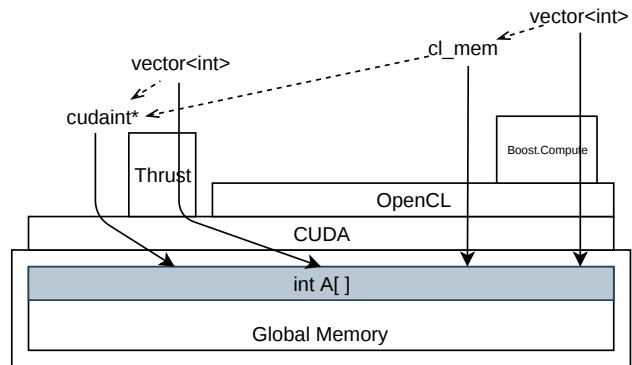 vector<int>
cl_mem
vector<int>
cudaint*
Boost.Compute
Thrust
OpenCL
CUDA
int A[ ]
Global Memory